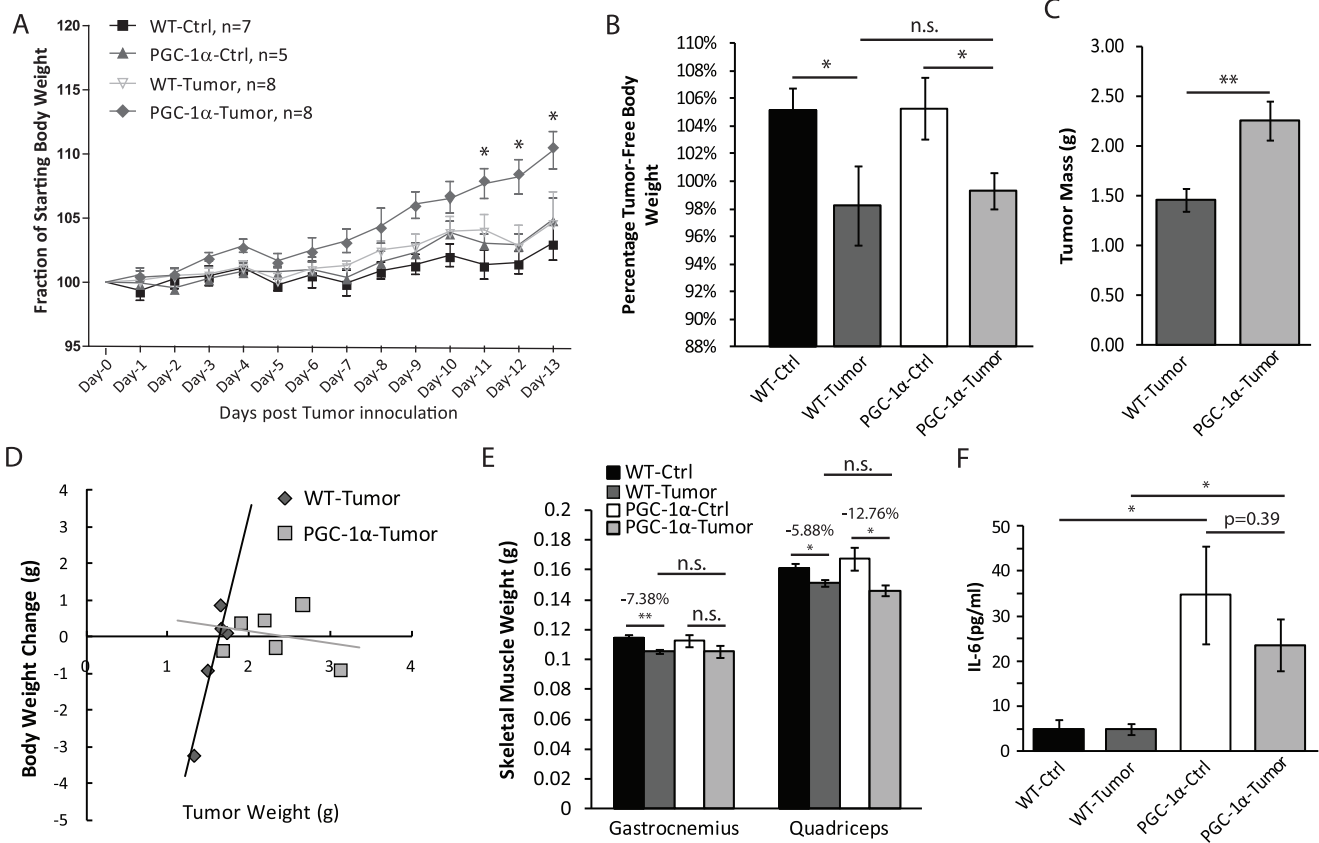 A
120
115
110
105
100
95
Fraction of Starting Body Weight
WT-Ctrl, n=7
PGC-1α-Ctrl, n=5
WT-Tumor, n=8
PGC-1α-Tumor, n=8
* * *
Day-0 Day-1 Day-2 Day-3 Day-4 Day-5 Day-6 Day-7 Day-8 Day-9 Day-10 Day-11 Day-12 Day-13
Days post Tumor innoculation
B
110%
108%
106%
104%
102%
100%
98%
96%
94%
92%
90%
88%
Percentage Tumor-Free Body
Weight
n.s.
* *
WT-Ctrl WT-Tumor PGC-1α-Ctrl PGC-1α-Tumor
C
3.00
2.50
2.00
1.50
1.00
0.50
0.00
Tumor Mass (g)
**
WT-Tumor PGC-1α-Tumor
D
4
3
2
1
0
-1
-2
-3
-4
-5
Body Weight Change (g)
WT-Tumor
PGC-1α-Tumor
0 1 2 3 4
Tumor Weight (g)
E
WT-Ctrl
WT-Tumor
PGC-1α-Ctrl
PGC-1α-Tumor
0.2
0.18
0.16
0.14
0.12
0.1
0.08
0.06
0.04
0.02
0
Skeletal Muscle Weight (g)
n.s.
-7.38%
**
n.s.
n.s.
-5.88%
*
-12.76%
*
Gastrocnemius Quadriceps
F
50
40
30
20
10
0
IL-6(pg/ml)
*
*
p=0.39
WT-Ctrl WT-Tumor PGC-1α-Ctrl PGC-1α-Tumor